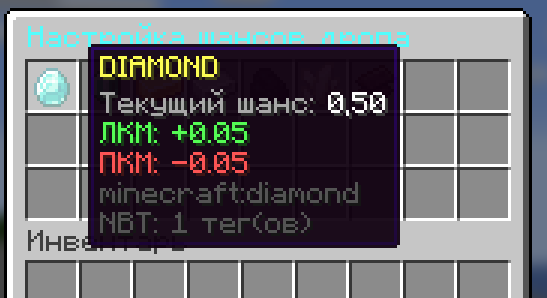 Настройка шансов дропа
DIAMOND
Текущий шанс: 0,50
ЛКМ: +0.05
ПКМ: -0.05
minecraft:diamond
NBT: 1 тег(ов)
Инвентарь